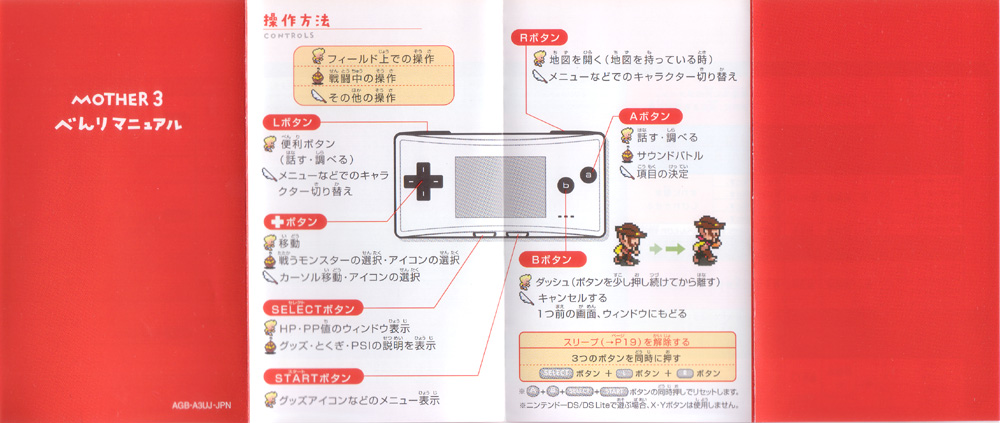 MOTHER 3
べんりマニュアル
AGB-A3UJ-JPN
操作方法
CONTROLS
フィールド上での操作
戦闘中の操作
その他の操作
Lボタン
便利ボタン
(話す・調べる)
メニューなどでのキャラ
クター切り替え
✚ボタン
移動
戦うモンスターの選択・アイコンの選択
カーソル移動・アイコンの選択
SELECTボタン
HP・PP値のウィンドウ表示
グッズ・とくぎ・PSIの説明を表示
STARTボタン
グッズアイコンなどのメニュー表示
Rボタン
地図を開く(地図を持っている時)
メニューなどでのキャラクター切り替え
Aボタン
話す・調べる
サウンドバトル
項目の決定
a
b
Bボタン
ダッシュ(ボタンを少し押し続けてから離す)
キャンセルする
1つ前の画面、ウィンドウにもどる
スリープ(→P19)を解除する
3つのボタンを同時に押す
SELECT ボタン + L ボタン + R ボタン
※ A + B + SELECT + START ボタンの同時押しでリセットします。
※ニンテンドーDS/DS Liteで遊ぶ場合、X・Yボタンは使用しません。